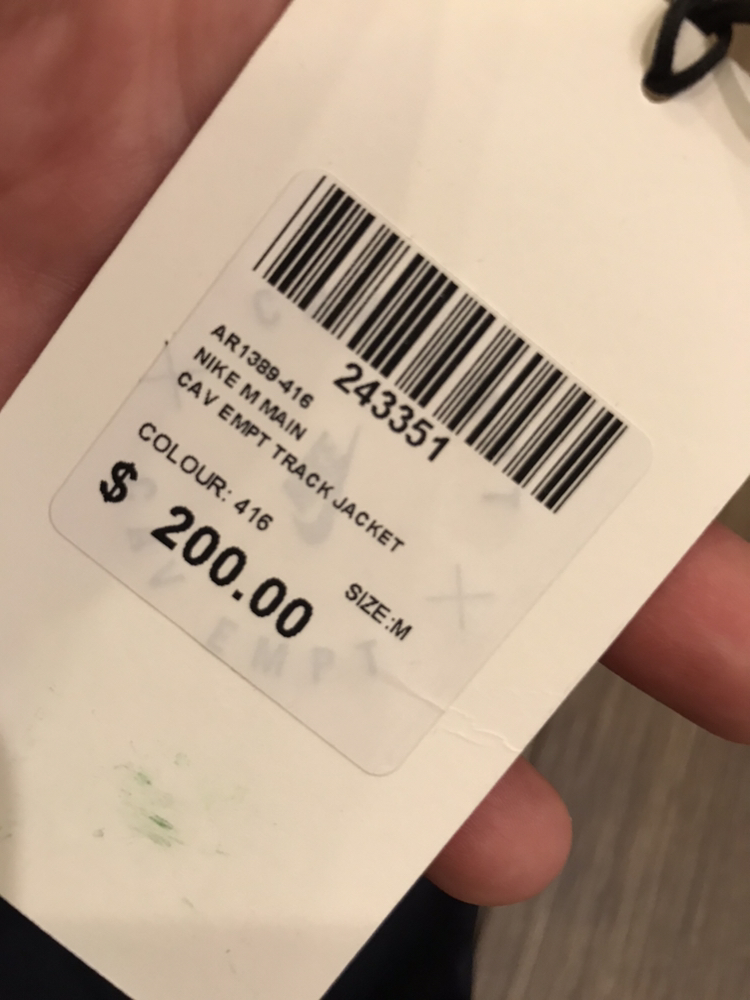 243351
AR1389-416
NIKE M MAIN
CAV EMPT TRACK JACKET
COLOUR: 416
SIZE:M
$ 200.00
C
X
C A V
E M P T